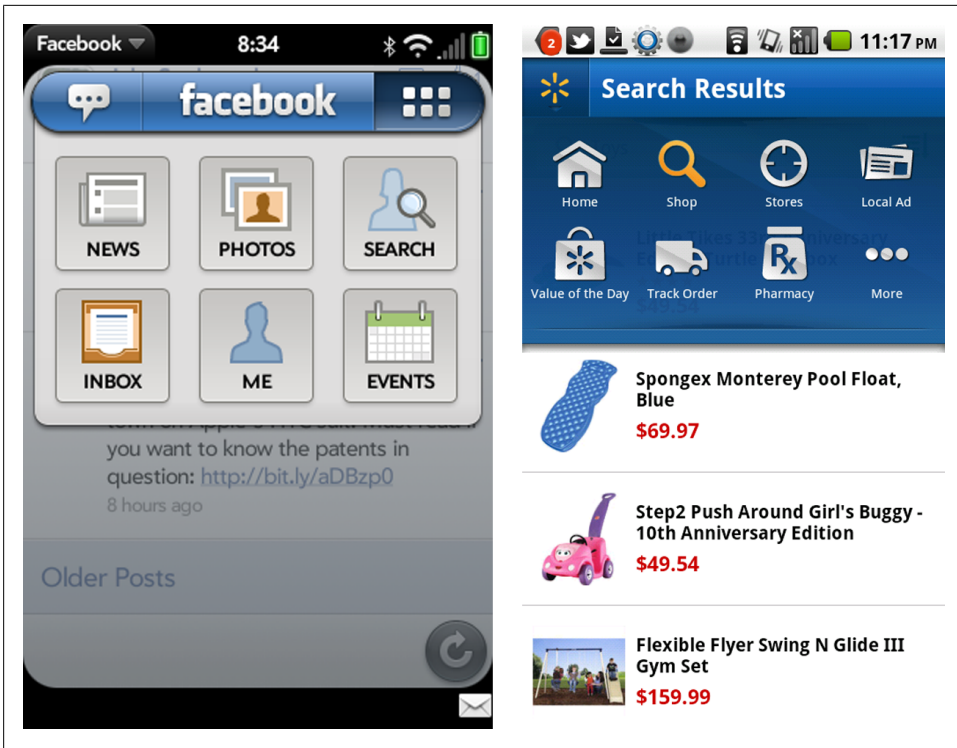 Facebook
8:34
facebook
NEWS
PHOTOS
SEARCH
INBOX
ME
EVENTS
you want to know the patents in
question: http://bit.ly/aDBzp0
8 hours ago
Older Posts
2
11:17 PM
Search Results
Home
Shop
Stores
Local Ad
Rx
Value of the Day
Track Order
Pharmacy
More
Spongex Monterey Pool Float,
Blue
$69.97
Step2 Push Around Girl's Buggy -
10th Anniversary Edition
$49.54
Flexible Flyer Swing N Glide III
Gym Set
$159.99